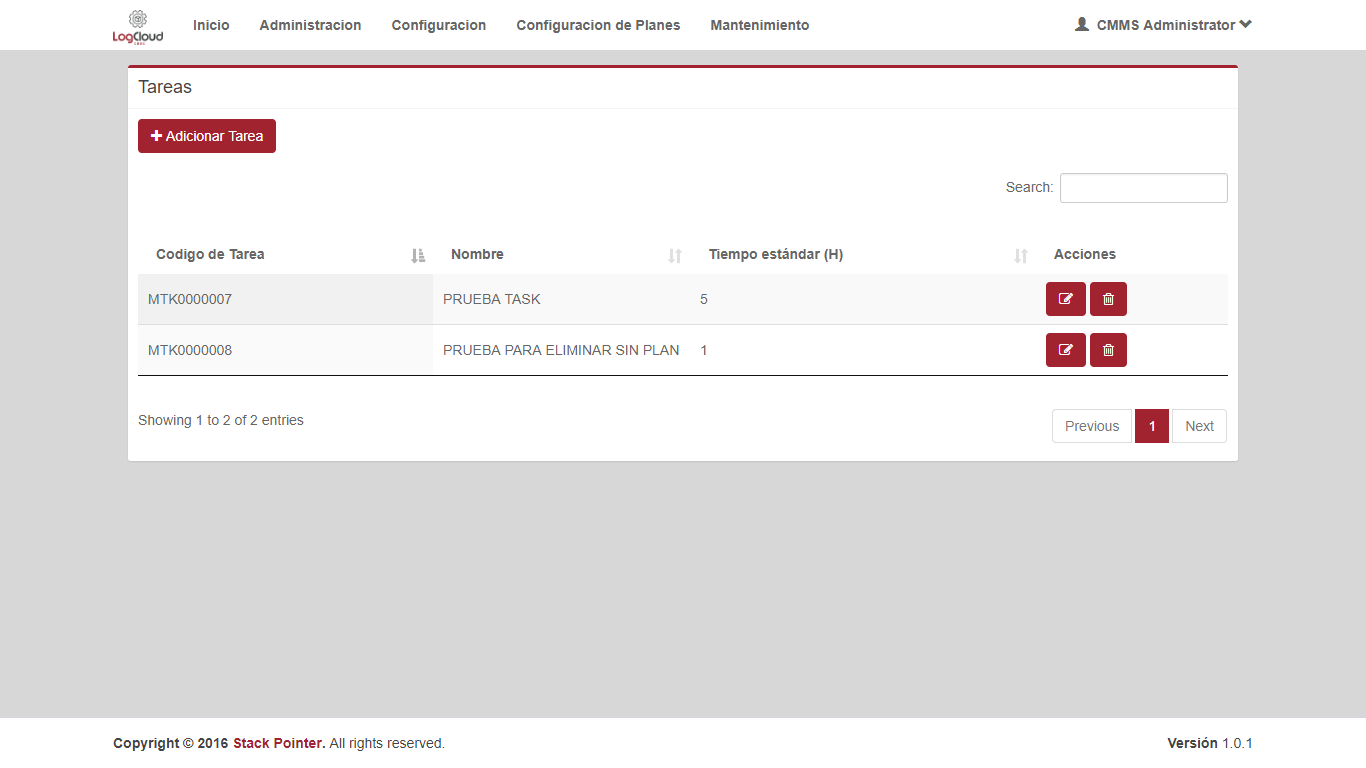 LogCloud
CMMS
Inicio Administracion Configuracion Configuracion de Planes Mantenimiento CMMS Administrator
Tareas
Adicionar Tarea
Search:
Codigo de Tarea Nombre Tiempo estándar (H) Acciones
MTK0000007 PRUEBA TASK 5
MTK0000008 PRUEBA PARA ELIMINAR SIN PLAN 1
Showing 1 to 2 of 2 entries Previous 1 Next
Copyright © 2016 Stack Pointer. All rights reserved. Versión 1.0.1